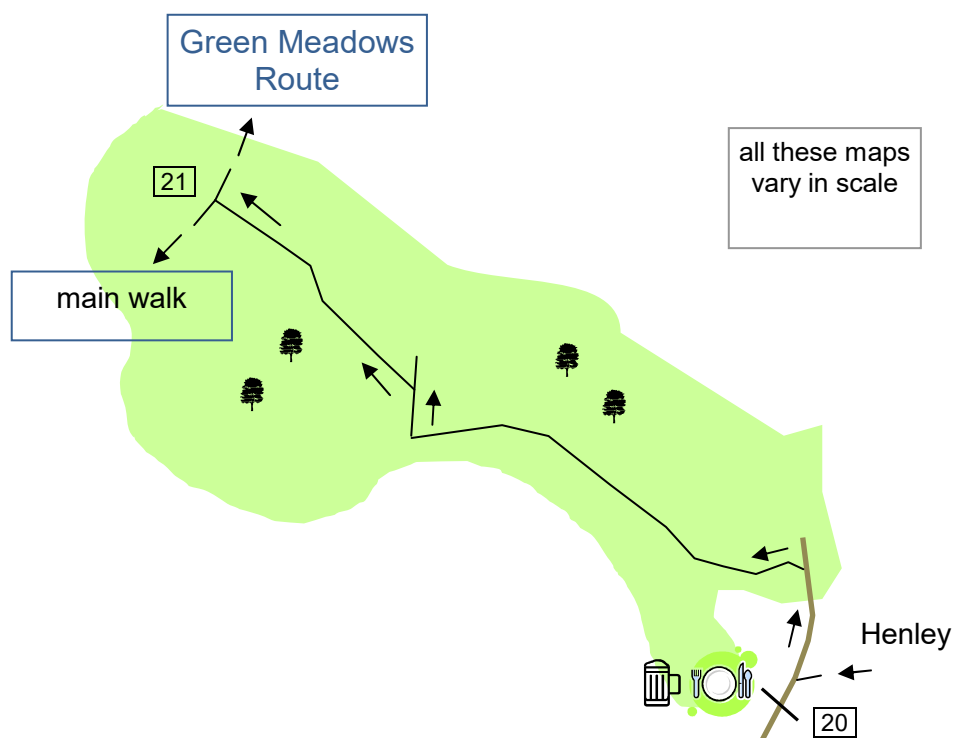 Green Meadows
Route
all these maps
vary in scale
21
main walk
Henley
20